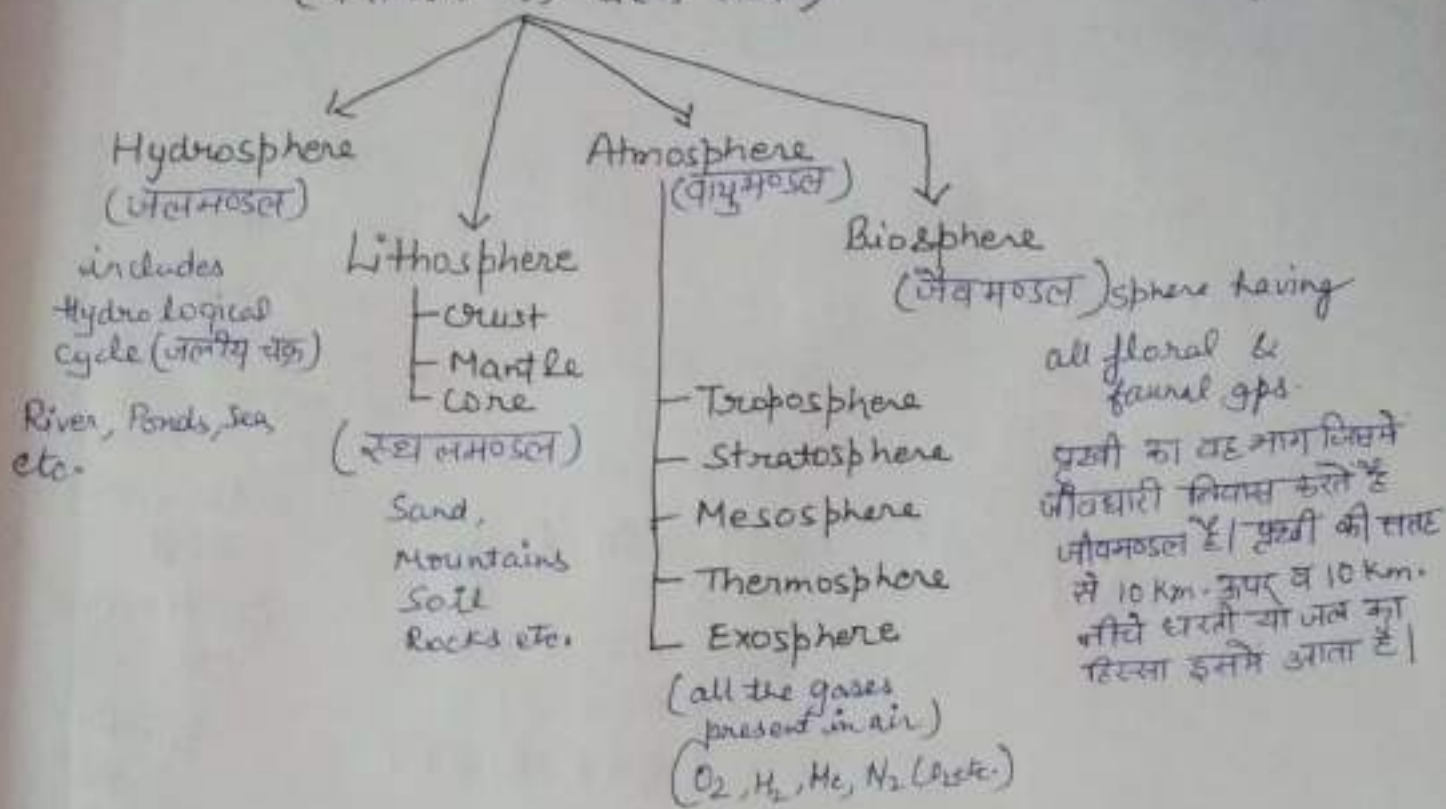 Hydrosphere
(जलमण्डल)
includes
Hydrological
Cycle (जलीय चक्र)
River, Ponds, Sea,
etc.
Lithosphere
Crust
Mantle
Core
(स्थलमण्डल)
Sand,
Mountains
Soil
Rocks etc.
Atmosphere
(वायुमण्डल)
Troposphere
Stratosphere
Mesosphere
Thermosphere
Exosphere
(all the gases
present in air)
(O2, H2, He, N2
Biosphere
(जैवमण्डल) sphere having
all floral &
faunal gps.
पृथ्वी का वह भाग जिसमे
जीवधारी निवास करते है
जीवमण्डल है। पृथ्वी की सतह
से 10 Km. ऊपर व 10 Km.
नीचे धरती या जल का
हिस्सा इसमे आता है।